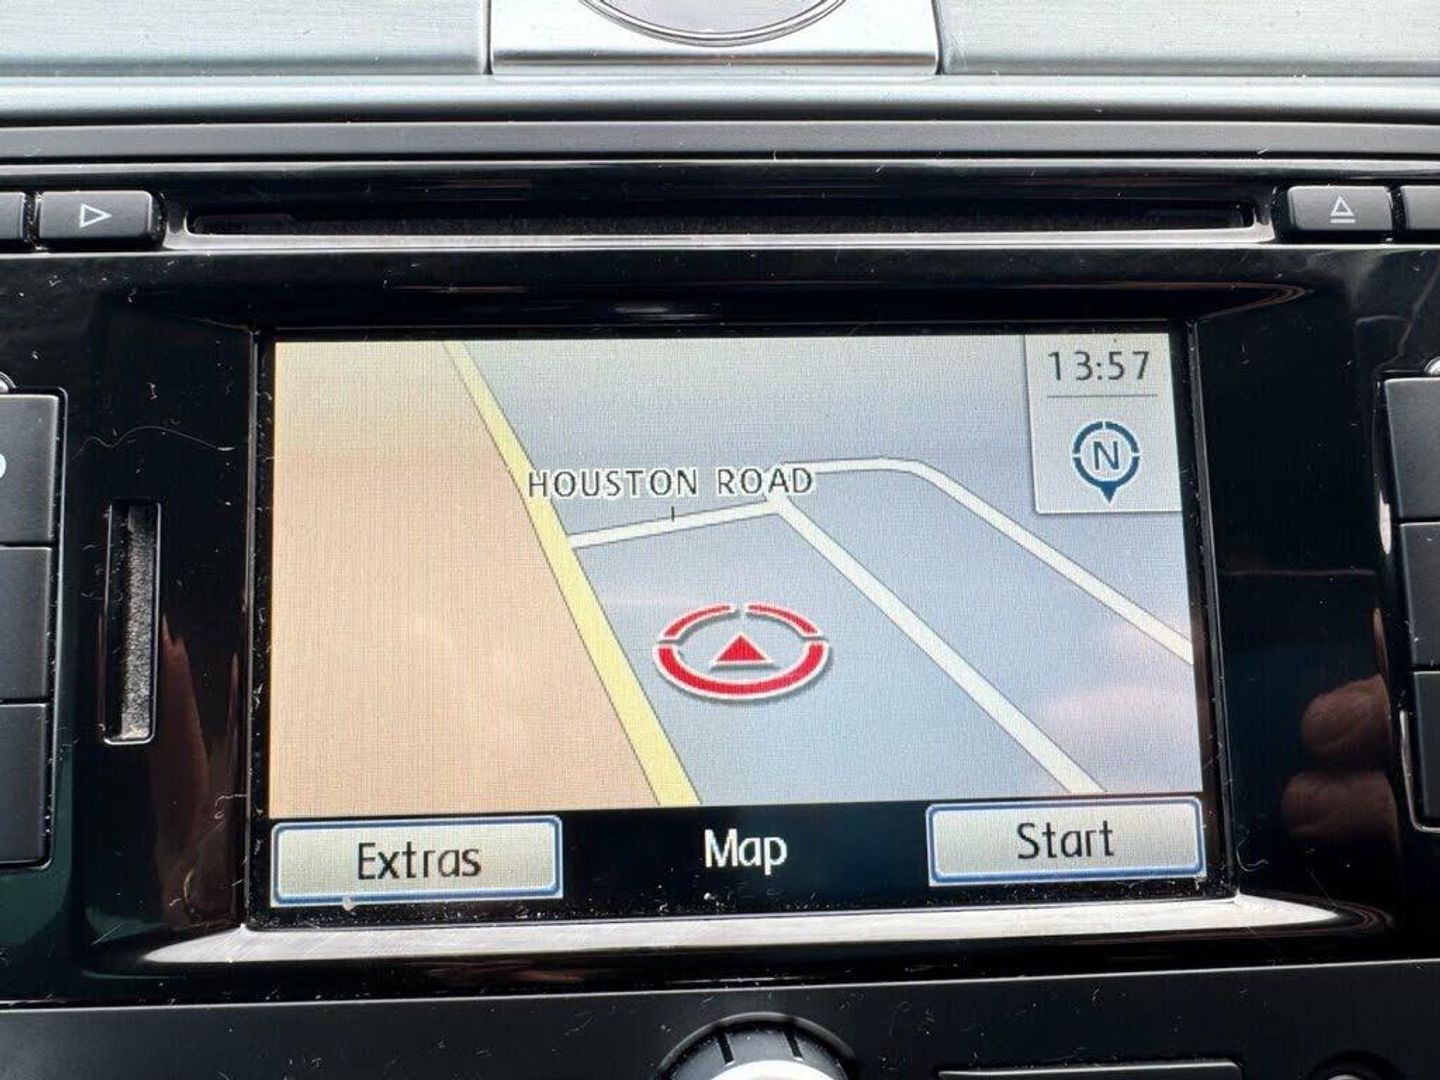 13:57
N
HOUSTON ROAD
Extras
Map
Start